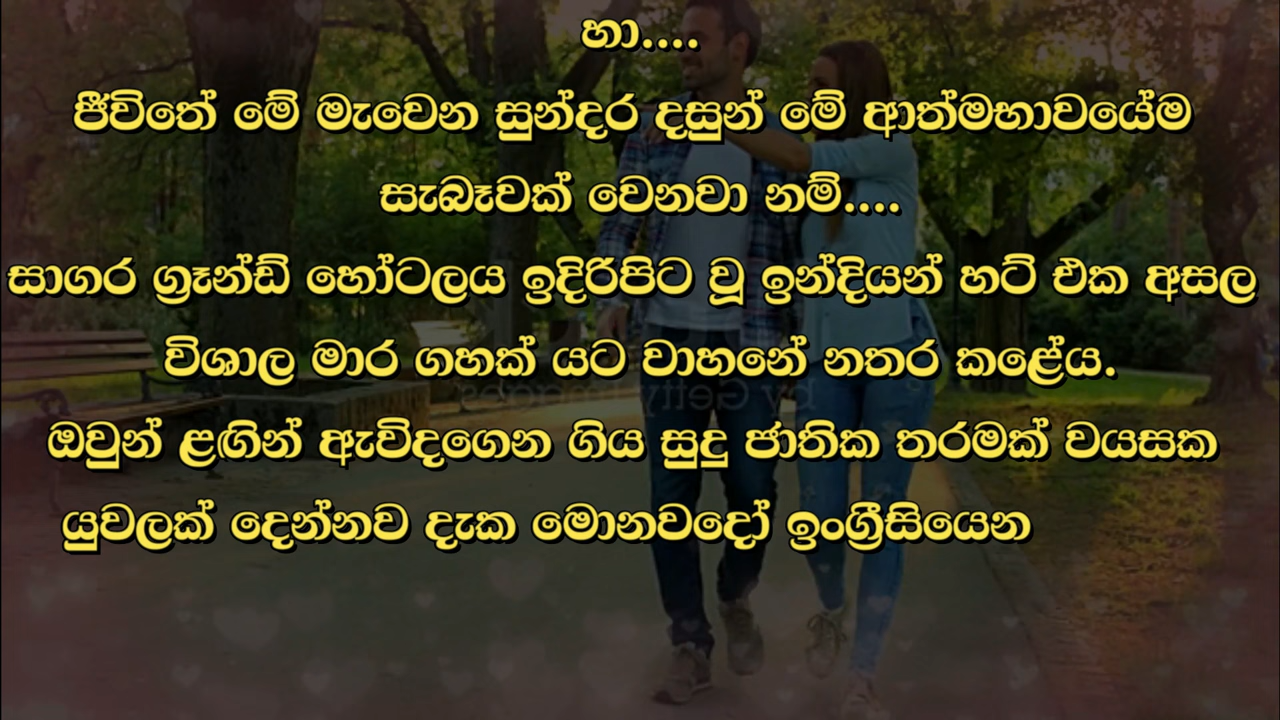 හා....
ජීවිතේ මේ මැවෙන සුන්දර දසුන් මේ ආත්මභාවයේම
සැබෑවක් වෙනවා නම්....
සාගර ග්‍රෑන්ඩ් හෝටලය ඉදිරිපිට වූ ඉන්දියන් හට් එක අසල
විශාල මාර ගහක් යට වාහනේ නතර කළේය.
ඔවුන් ළඟින් ඇවිදගෙන ගිය සුදු ජාතික තරමක් වයසක
යුවලක් දෙන්නව දැක මොනවදෝ ඉංග්‍රීසියෙන